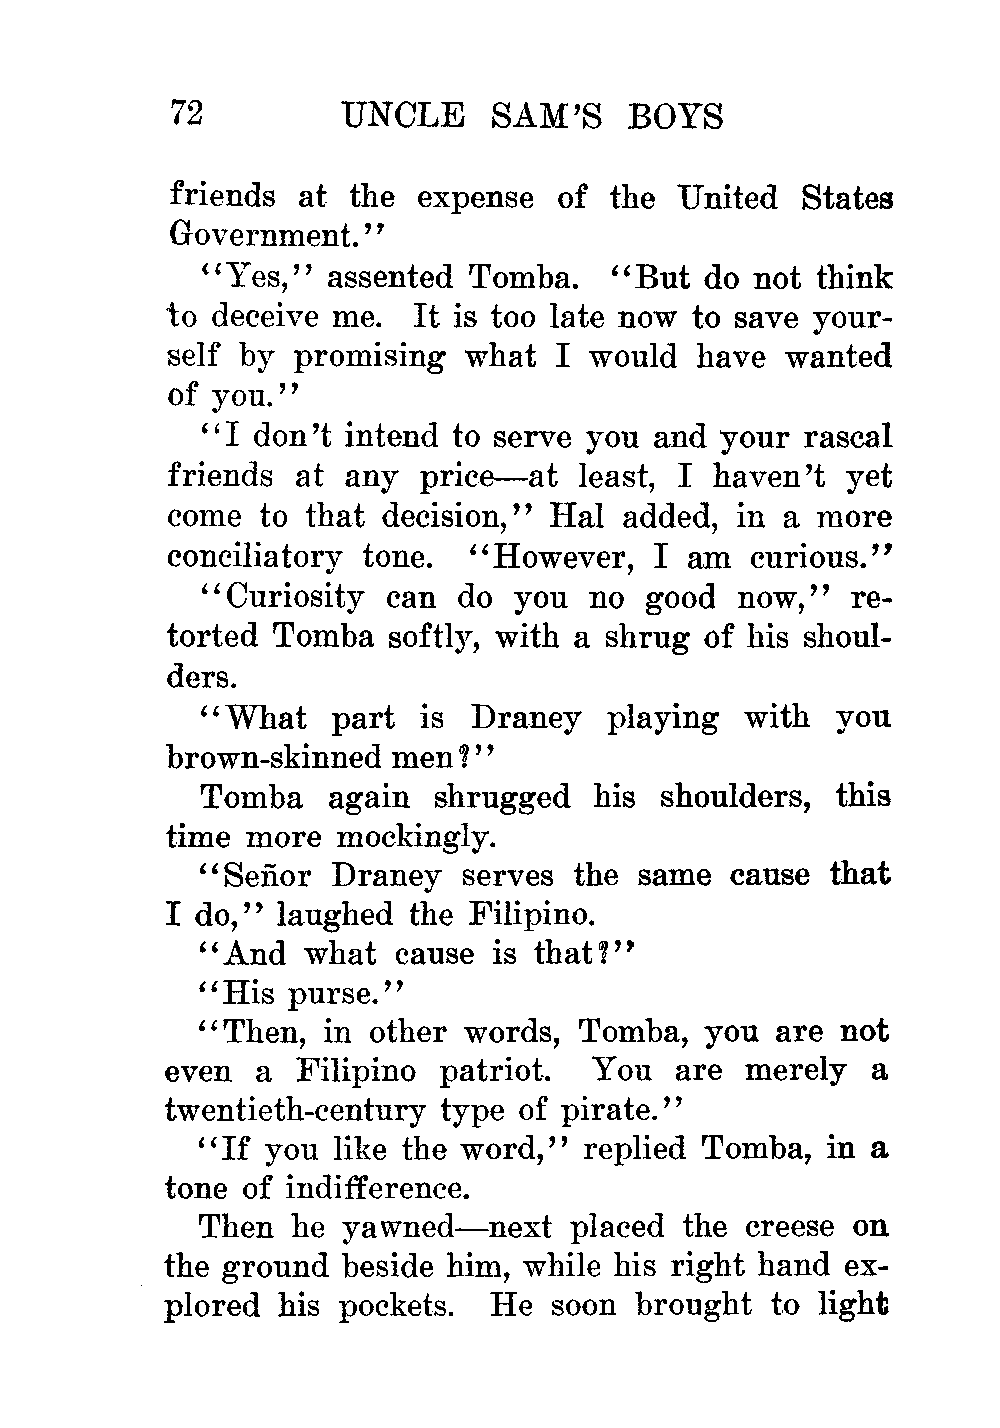 72 UNCLE SAM'S BOYS
friends at the expense of the United States
Government."
"Yes," assented Tomba. "But do not think
to deceive me. It is too late now to save your-
self by promising what I would have wanted
of you."
"I don't intend to serve you and your rascal
friends at any price—at least, I haven't yet
come to that decision," Hal added, in a more
conciliatory tone. "However, I am curious."
"Curiosity can do you no good now," re-
torted Tomba softly, with a shrug of his shoul-
ders.
"What part is Draney playing with you
brown-skinned men?"
Tomba again shrugged his shoulders, this
time more mockingly.
"Señor Draney serves the same cause that
I do," laughed the Filipino.
"And what cause is that?"
"His purse."
"Then, in other words, Tomba, you are not
even a Filipino patriot. You are merely a
twentieth-century type of pirate."
"If you like the word," replied Tomba, in a
tone of indifference.
Then he yawned—next placed the creese on
the ground beside him, while his right hand ex-
plored his pockets. He soon brought to light